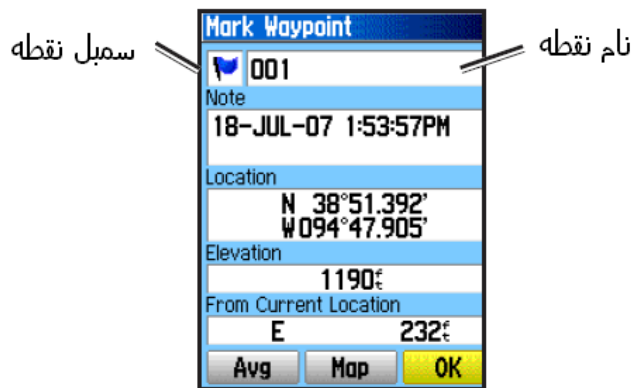 Mark Waypoint
سمبل نقطه
001
نام نقطه
Note
18-JUL-07 1:53:57PM
Location
N 38°51.392'
W094°47.905'
Elevation
1190ft
From Current Location
E 232ft
Avg Map OK